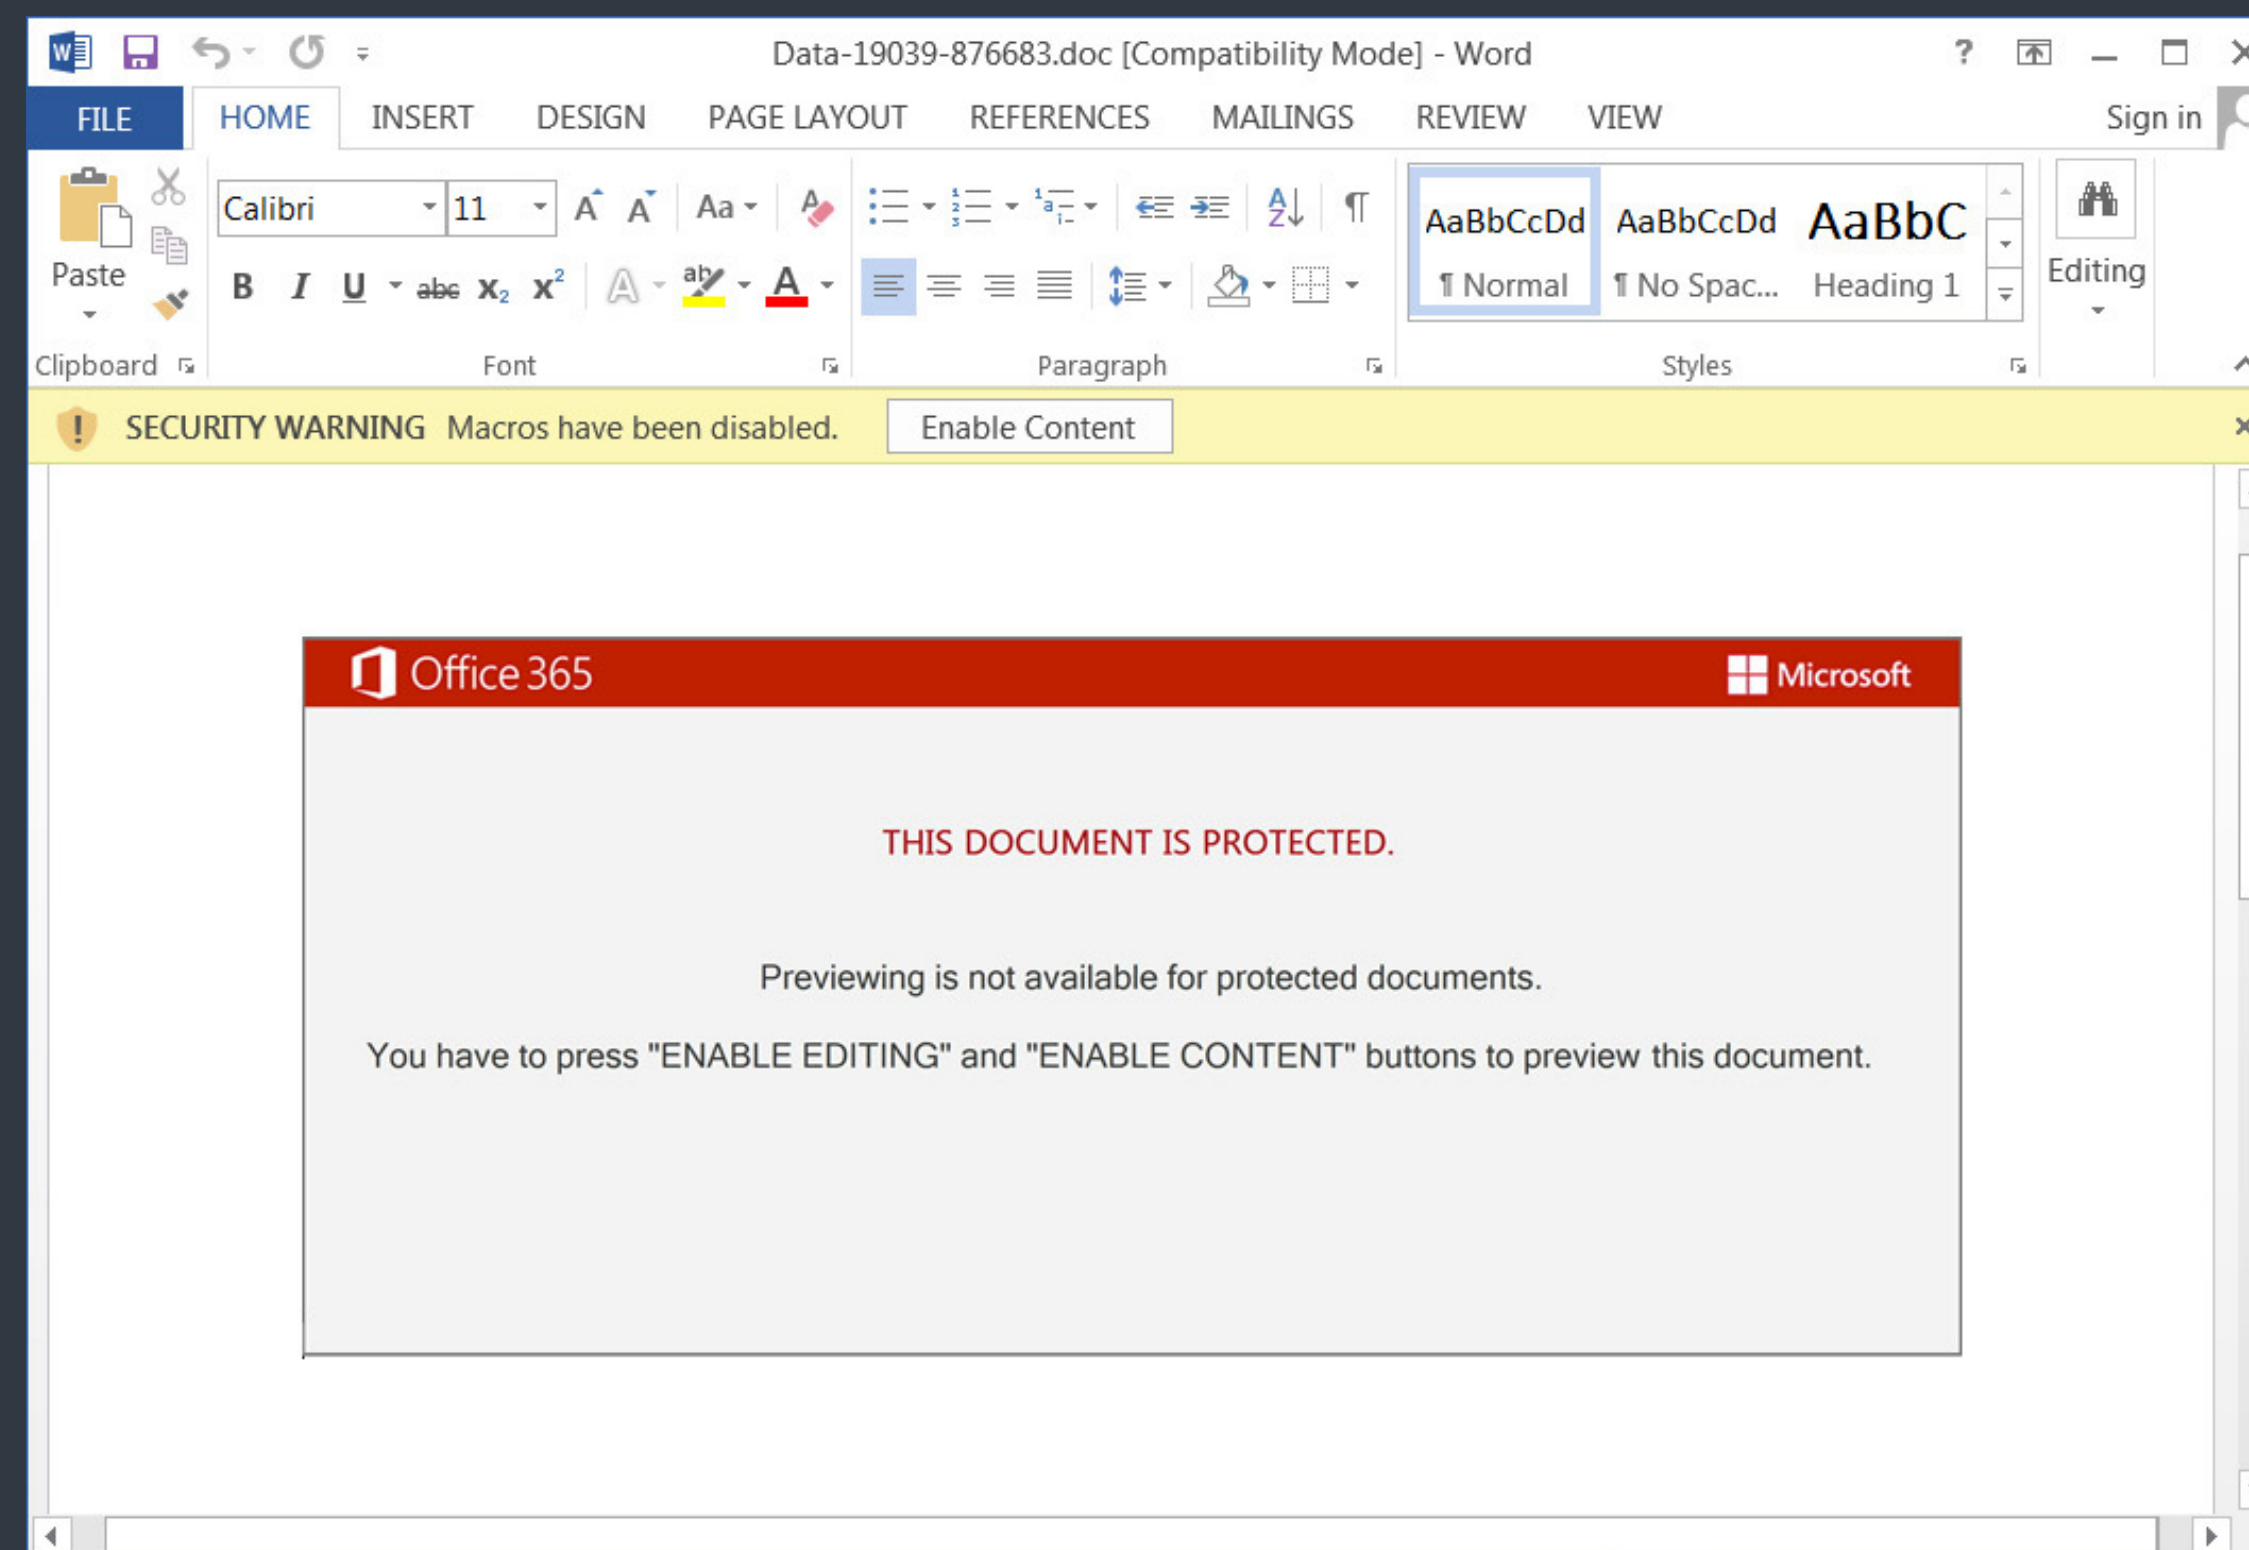 Data-19039-876683.doc [Compatibility Mode] - Word
?
FILE HOME INSERT DESIGN PAGE LAYOUT REFERENCES MAILINGS REVIEW VIEW Sign in
Paste
Calibri 11 Aa
B I U abc X₂ X² A ab A
AaBbCcDd AaBbCcDd AaBbC
¶ Normal ¶ No Spac... Heading 1
Editing
Clipboard Font Paragraph Styles
SECURITY WARNING Macros have been disabled. Enable Content
Office 365 Microsoft
THIS DOCUMENT IS PROTECTED.
Previewing is not available for protected documents.
You have to press "ENABLE EDITING" and "ENABLE CONTENT" buttons to preview this document.